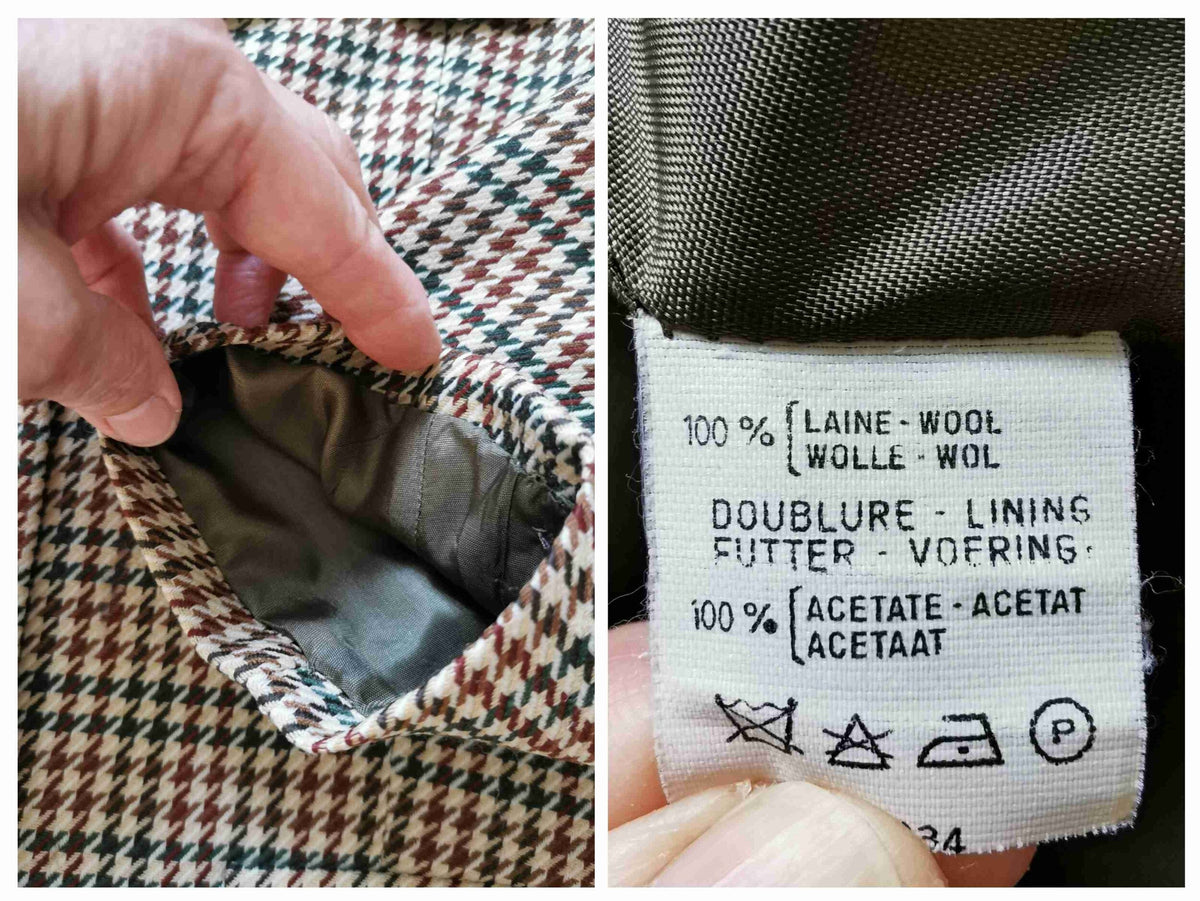 100 % LAINE - WOOL
WOLLE - WOL
DOUBLURE - LINING
FUTTER - VOERING.
100 % ACETATE - ACETAT
ACETAAT
P